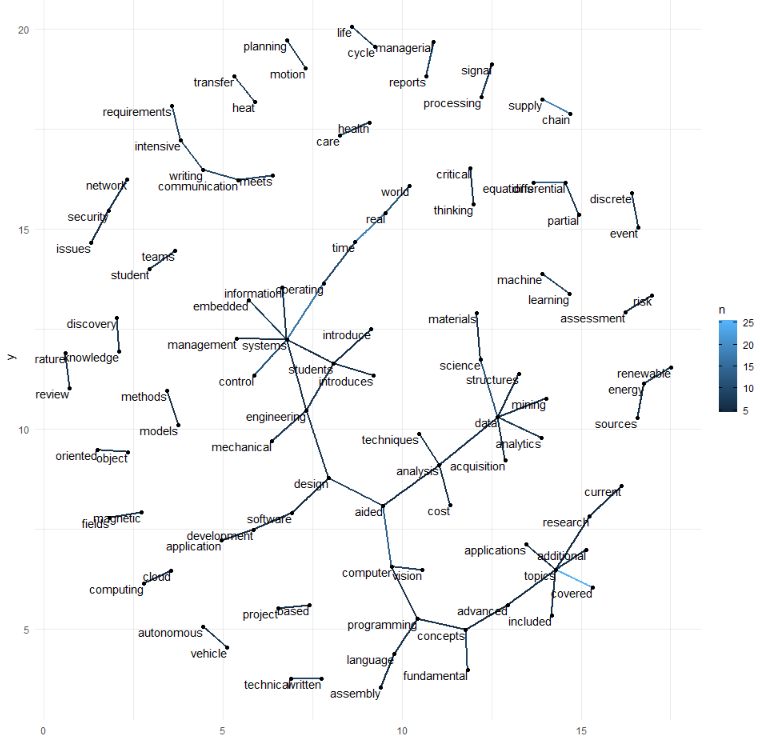 20
life
planning
cycle
managerial
motion
signal
transfer
reports
heat
processing
supply
requirements
chain
health
care
intensive
writing
communication
meets
network
world
critical
equations
differential
discrete
security
real
thinking
partial
15
event
issues
time
teams
student
machine
operating
information
learning
risk
embedded
assessment
n
discovery
materials
25
management
systems
introduce
20
y
rature
knowledge
science
15
students
renewable
control
introduces
structures
10
review
methods
energy
5
mining
engineering
sources
10
models
data
mechanical
techniques
analytics
oriented
object
analysis
acquisition
design
current
aided
cost
magnetic
fields
software
research
development
application
applications
additional
cloud
computer
vision
topics
computing
covered
project
based
advanced
5
autonomous
programming
included
concepts
vehicle
language
fundamental
technical
written
assembly
0
5
10
15